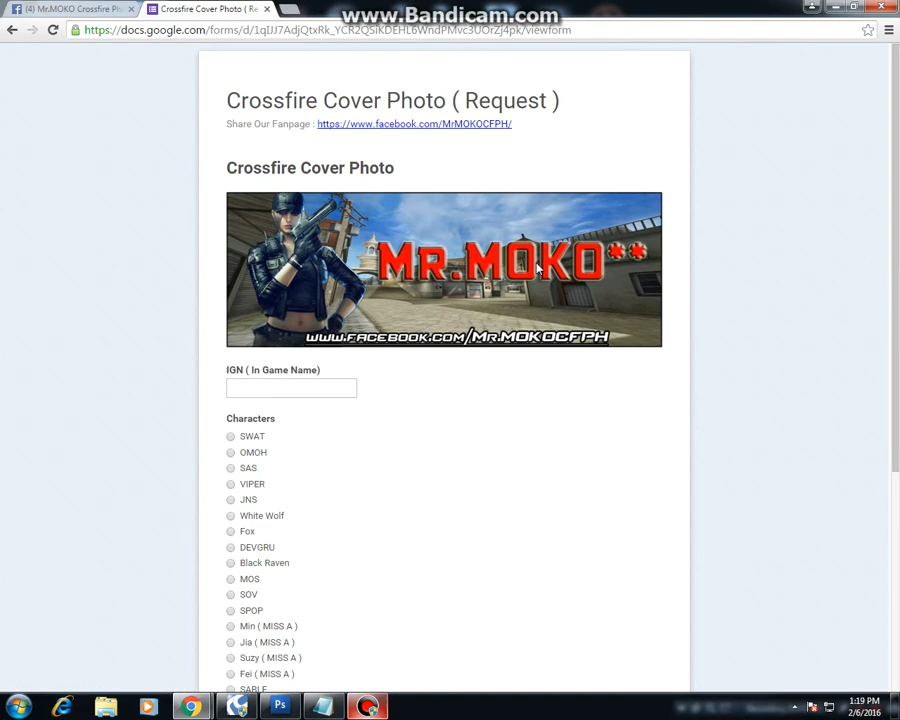 www.Bandicam.com
(4) Mr.MOKO Crossfire Ph
Crossfire Cover Photo ( Re
https://docs.google.com/forms/d/1qIJJ7AdjQtxRk_YCR2QSiKDEHL6WndPMvc3UOrZj4pk/viewform
Crossfire Cover Photo ( Request )
Share Our Fanpage : https://www.facebook.com/MrMOKOCFPH/
Crossfire Cover Photo
Mr.MOKO**
www.facebook.com/Mr.MOKOCFPH
IGN ( In Game Name)
Characters
SWAT
OMOH
SAS
VIPER
JNS
White Wolf
Fox
DEVGRU
Black Raven
MOS
SOV
SPOP
Min ( MISS A )
Jia ( MISS A )
Suzy ( MISS A )
Fei ( MISS A )
SABLE
Ps
1:19 PM
2/6/2016